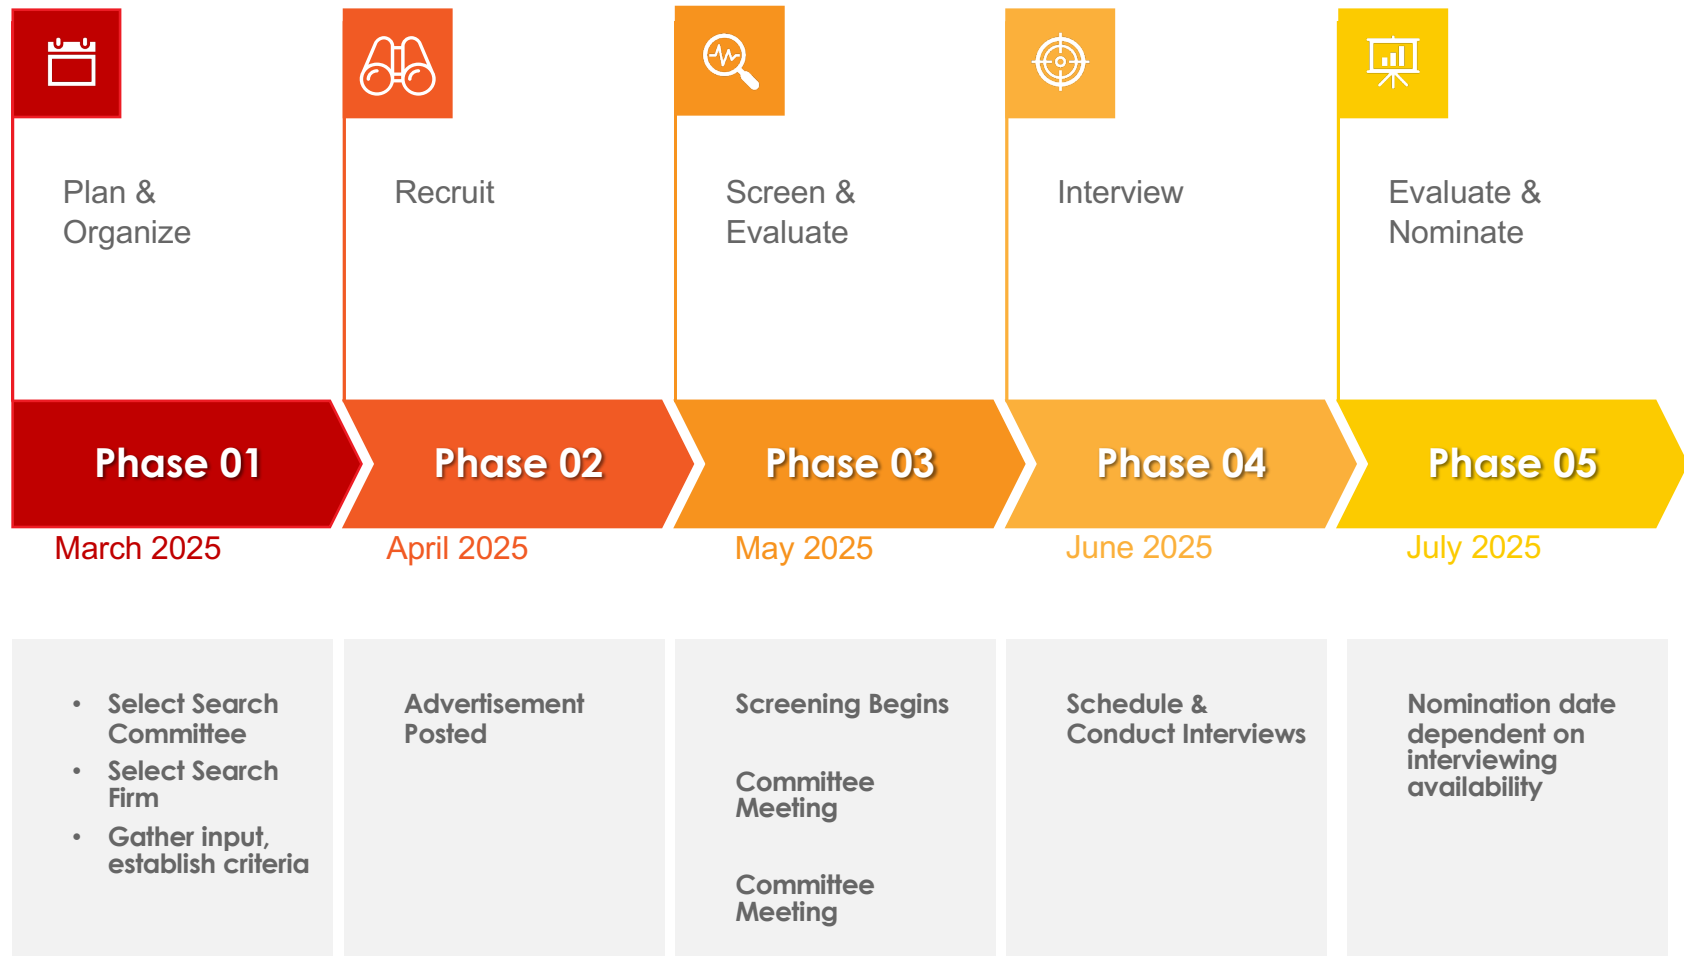 Plan &
Organize
Recruit
Screen &
Evaluate
Interview
Evaluate &
Nominate
Phase 01
Phase 02
Phase 03
Phase 04
Phase 05
March 2025
April 2025
May 2025
June 2025
July 2025
• Select Search
Committee
• Select Search
Firm
• Gather input,
establish criteria
Advertisement
Posted
Screening Begins
Committee
Meeting
Committee
Meeting
Schedule &
Conduct Interviews
Nomination date
dependent on
interviewing
availability